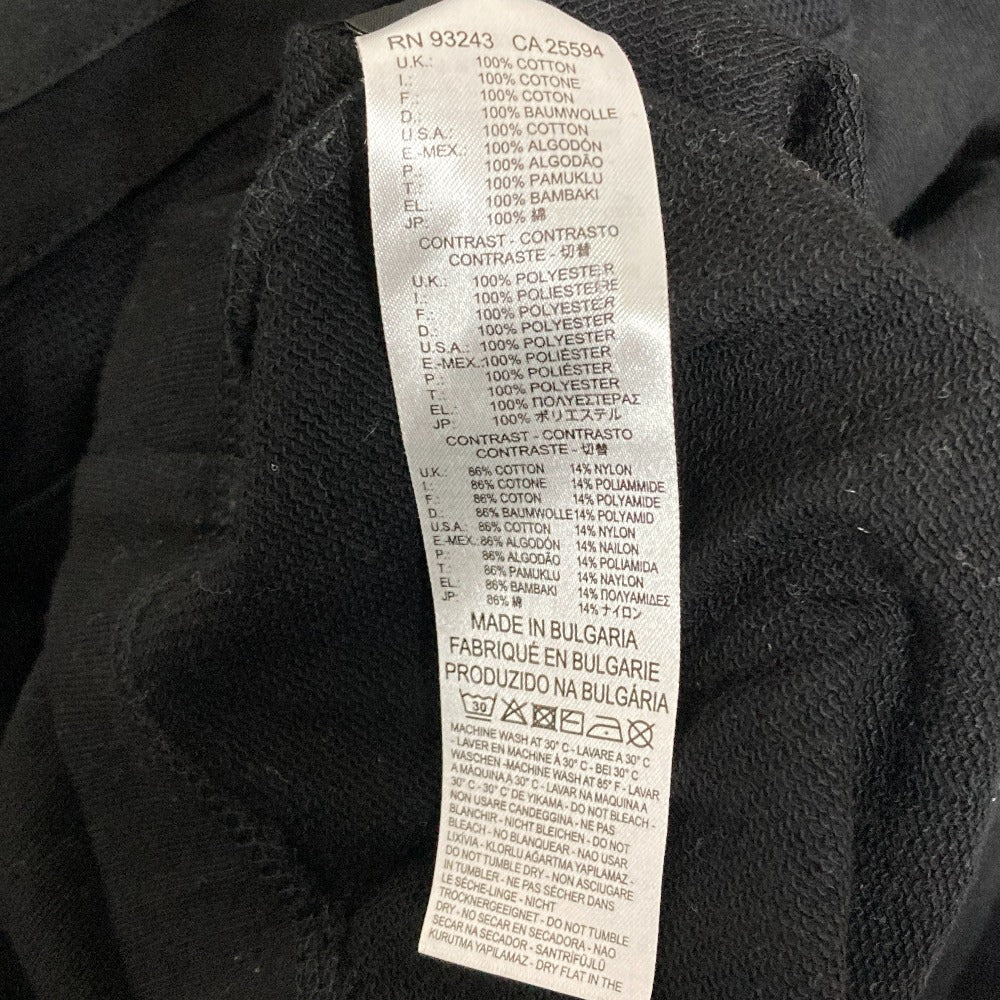 RN 93243 CA 25594
U.K.: 100% COTTON
I.: 100% COTONE
F.: 100% COTON
D.: 100% BAUMWOLLE
U.S.A.: 100% COTTON
E.-MEX.: 100% ALGODÓN
P.: 100% ALGODÃO
T.: 100% PAMUKLU
EL.: 100% BAMBAKI
JP: 100% 綿
CONTRAST - CONTRASTO
CONTRASTE - 切替
U.K.: 100% POLYESTER
I.: 100% POLIESTERE
F.: 100% POLYESTER
D.: 100% POLYESTER
U.S.A.: 100% POLYESTER
E.-MEX.: 100% POLIÉSTER
P.: 100% POLIÉSTER
T.: 100% POLYESTER
EL.: 100% ΠΟΛΥΕΣΤΕΡΑΣ
JP: 100% ポリエステル
CONTRAST - CONTRASTO
CONTRASTE - 切替
U.K.: 86% COTTON 14% NYLON
I.: 86% COTONE 14% POLIAMMIDE
F.: 86% COTON 14% POLYAMIDE
D.: 86% BAUMWOLLE 14% POLYAMID
U.S.A.: 86% COTTON 14% NYLON
E.-MEX.: 86% ALGODÓN 14% NAILON
P.: 86% ALGODÃO 14% POLIAMIDA
T.: 86% PAMUKLU 14% NAYLON
EL.: 86% BAMBAKI 14% ΠΟΛΥΑΜΙΔΕΣ
JP: 86% 綿 14% ナイロン
MADE IN BULGARIA
FABRIQUÉ EN BULGARIE
PRODUZIDO NA BULGÁRIA
30
MACHINE WASH AT 30° C - LAVARE A 30° C
- LAVER EN MACHINE À 30° C - BEI 30° C
WASCHEN - MACHINE WASH AT 85° F - LAVAR
A MÁQUINA A 30° C - LAVAR NA MAQUINA A
30° C - 30° C' DE YIKAMA - DO NOT BLEACH -
NON USARE CANDEGGINA - NE PAS
BLANCHIR - NICHT BLEICHEN - DO NOT
BLEACH - NO BLANQUEAR - NAO USAR
LIXÍVIA - KLORLU AĞARTMA YAPILAMAZ -
DO NOT TUMBLE DRY - NON ASCIUGARE
IN TUMBLER - NE PAS SÉCHER DANS
LE SÈCHE-LINGE - NICHT
TROCKNERGEEIGNET - DO NOT TUMBLE
DRY - NO SECAR EN SECADORA - NAO
SECAR NA SECADOR - SANTRİFÜJLÜ
KURUTMA YAPILAMAZ - DRY FLAT IN THE